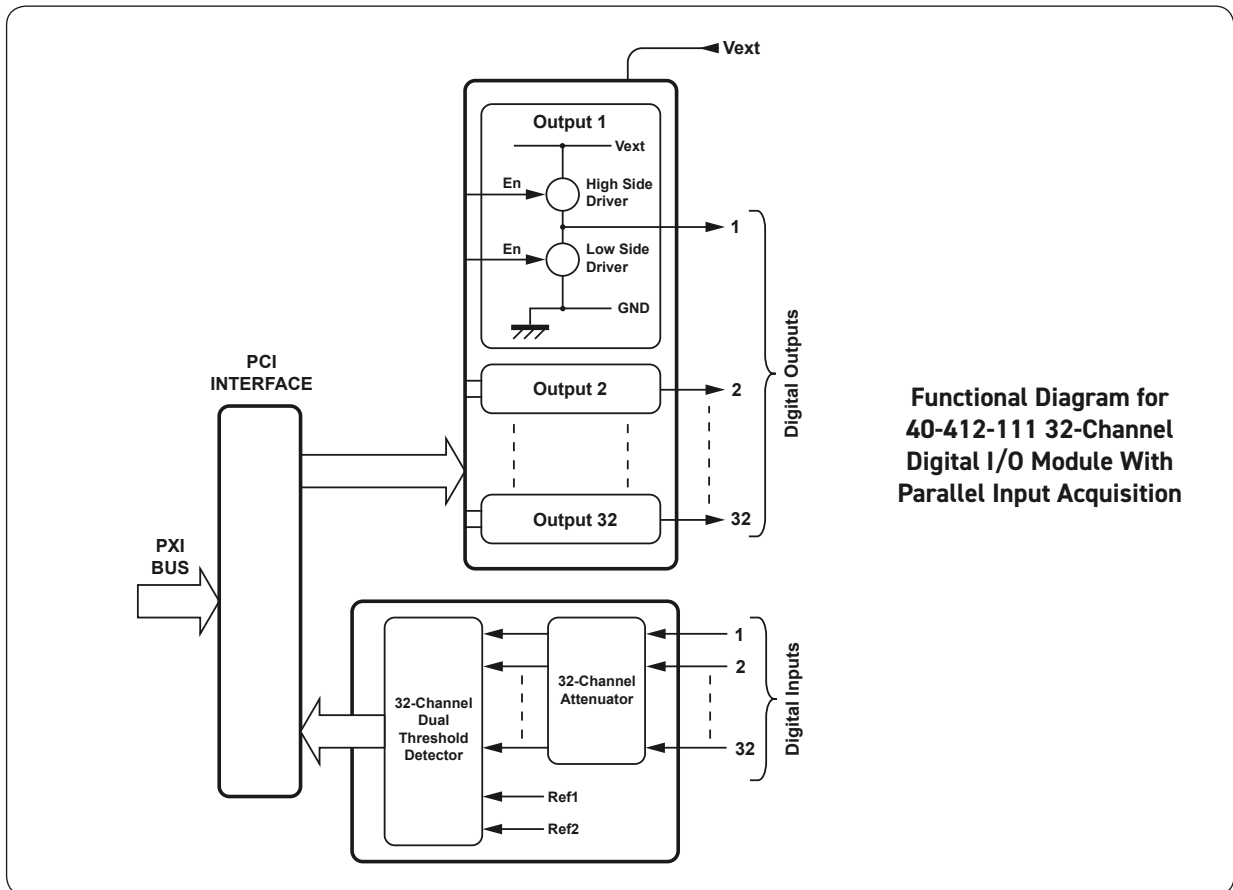 Vext
Output 1
Vext
En
High Side
Driver
1
En
Low Side
Driver
GND
Digital Outputs
PCI
INTERFACE
Output 2
2
Functional Diagram for
40-412-111 32-Channel
Digital I/O Module With
Parallel Input Acquisition
Output 32
32
PXI
BUS
1
2
32-Channel
Attenuator
32-Channel
Dual
Threshold
Detector
32
Digital Inputs
Ref1
Ref2